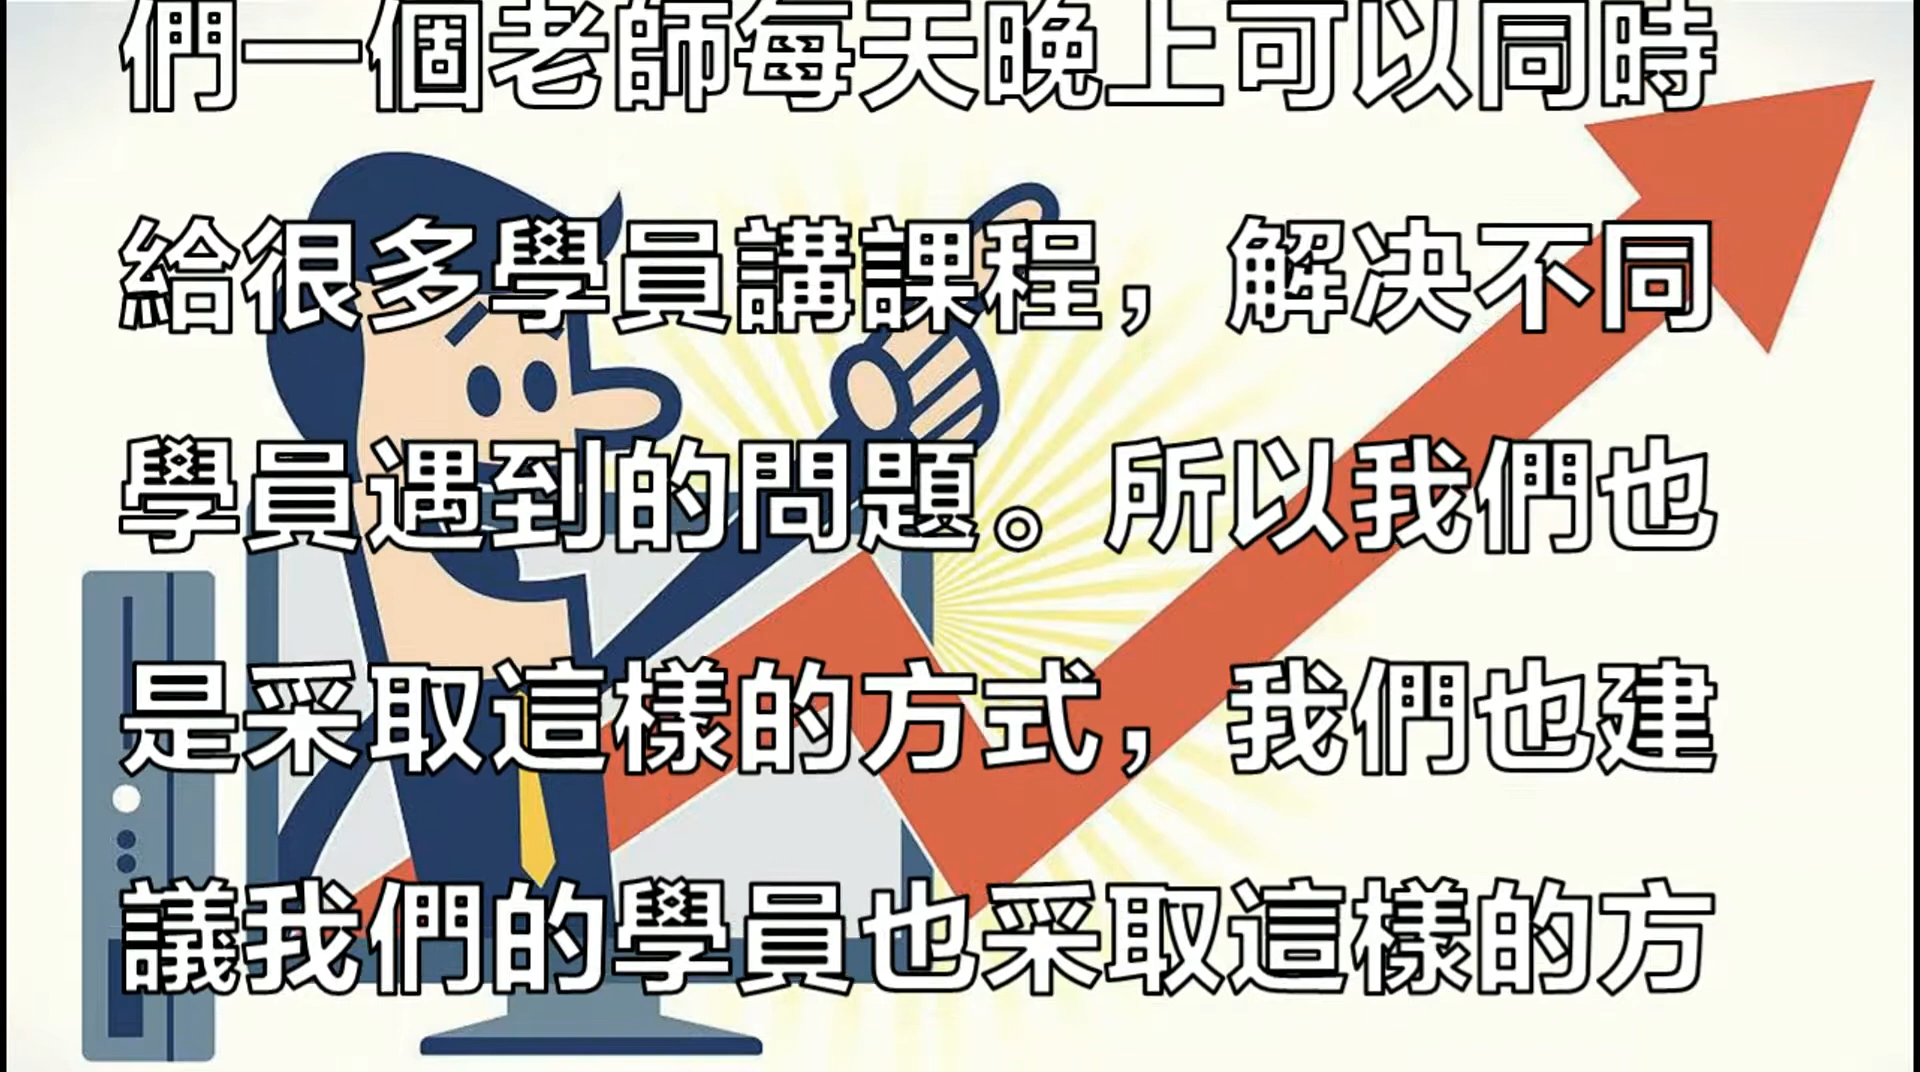 們一個老師每天晚上可以同時
給很多學員講課程，解决不同
學員遇到的問題。所以我們也
是采取這樣的方式，我們也建
議我們的學員也采取這樣的方